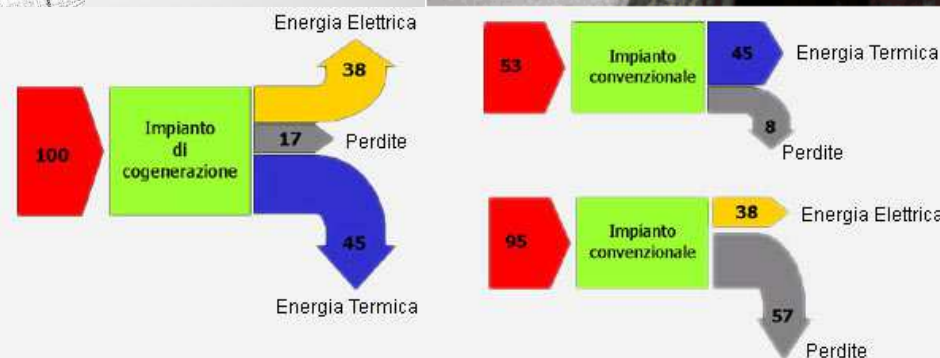 Energia Elettrica
38
100
Impianto
di
cogenerazione
17
Perdite
45
Energia Termica
53
Impianto
convenzionale
45
Energia Termica
8
Perdite
95
Impianto
convenzionale
38
Energia Elettrica
57
Perdite